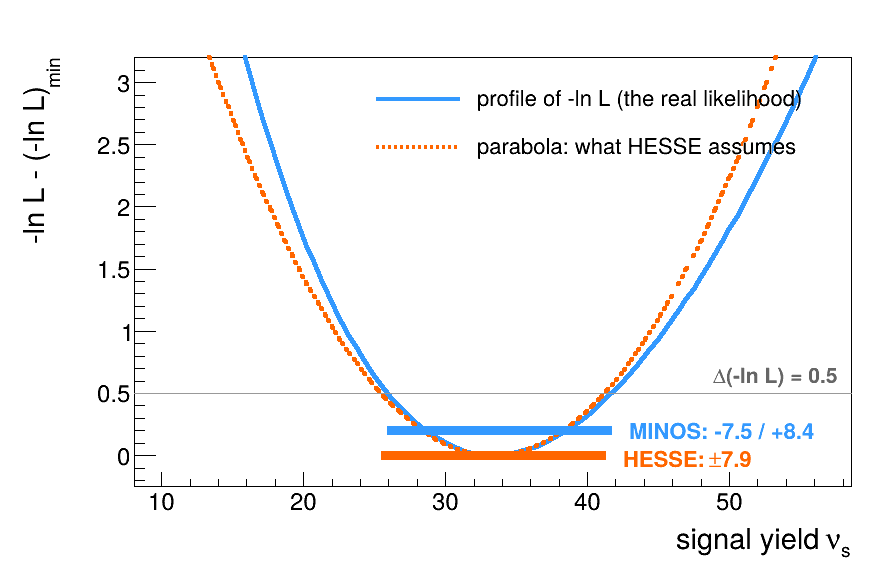 -ln L - (-ln L)min
3
2.5
2
1.5
1
0.5
0
profile of -ln L (the real likelihood)
parabola: what HESSE assumes
Δ(-ln L) = 0.5
MINOS: -7.5 / +8.4
HESSE: ±7.9
10 20 30 40 50
signal yield νs